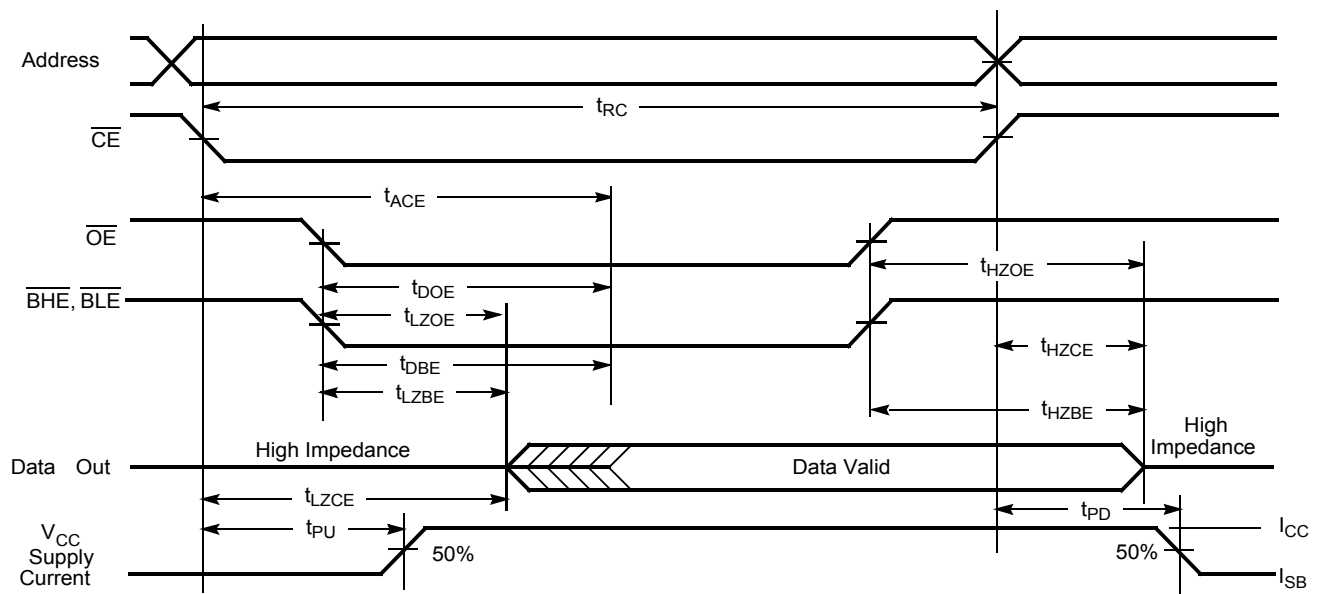 Address
tRC
CE
tACE
OE
tHZOE
tDOE
BHE, BLE
tLZOE
tHZCE
tDBE
tLZBE
tHZBE
High Impedance
High
Impedance
Data Out
Data Valid
tLZCE
tPD
tPU
VCC
Supply
Current
50%
50%
ICC
ISB